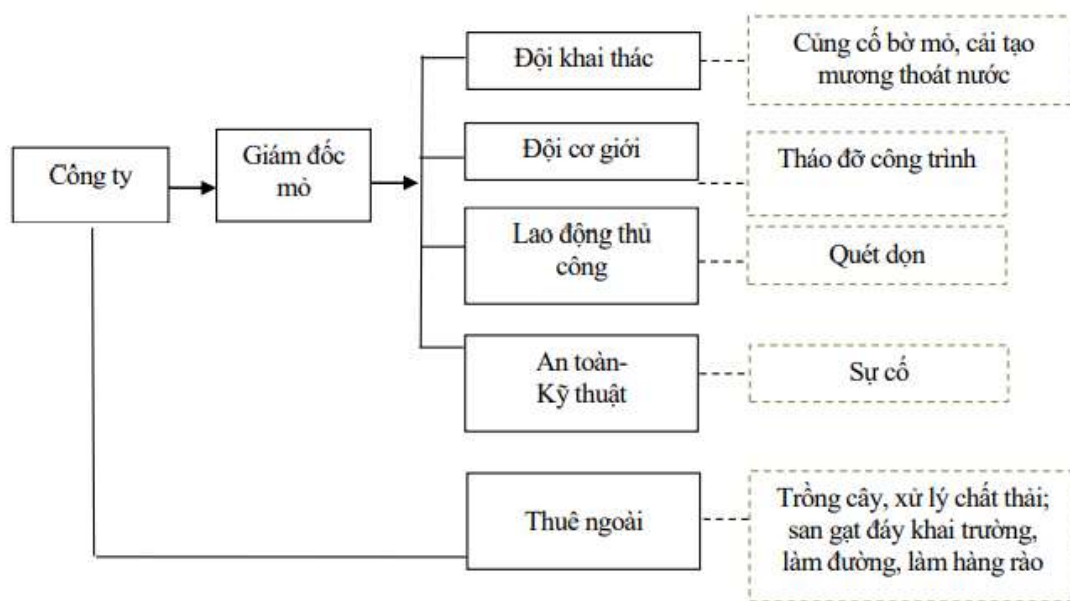 Đội khai thác
Củng cố bờ mỏ, cải tạo
mương thoát nước
Công ty
Giám đốc
mỏ
Đội cơ giới
Tháo đỡ công trình
Lao động thủ
công
Quét dọn
An toàn-
Kỹ thuật
Sự cố
Thuê ngoài
Trồng cây, xử lý chất thải;
san gạt đáy khai trường,
làm đường, làm hàng rào